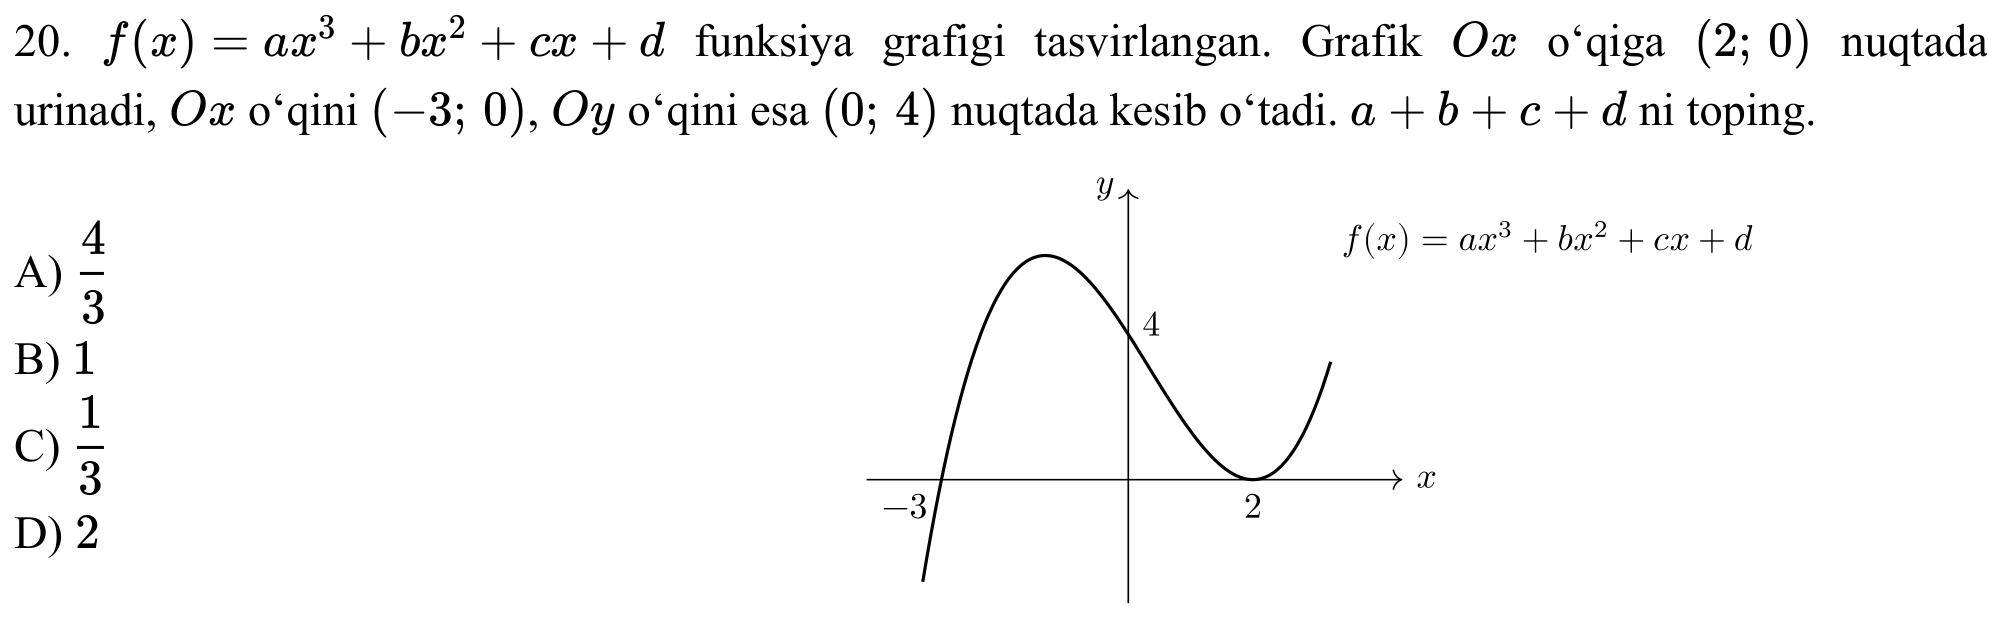 20. f(x) = ax³ + bx² + cx + d funksiya grafigi tasvirlangan. Grafik Ox o‘qiga (2; 0) nuqtada
urinadi, Ox o‘qini (−3; 0), Oy o‘qini esa (0; 4) nuqtada kesib o‘tadi. a + b + c + d ni toping.
A) 4/3
B) 1
C) 1/3
D) 2
y
f(x) = ax³ + bx² + cx + d
4
−3
2
x